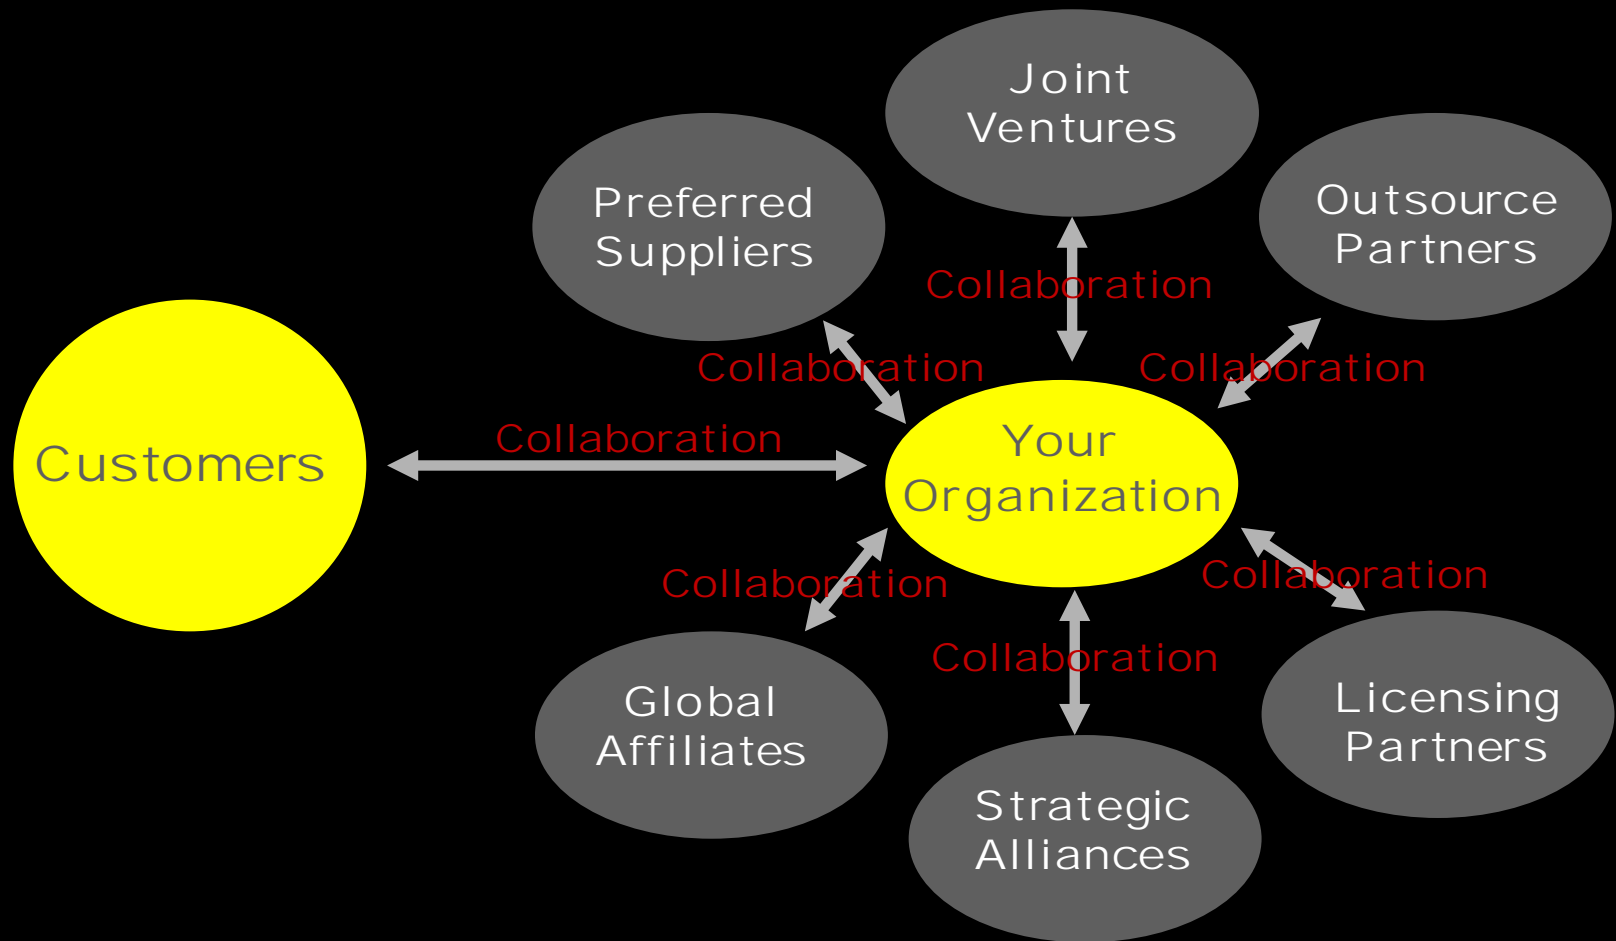 Joint
Ventures
Preferred
Suppliers
Outsource
Partners
Collaboration
Collaboration
Collaboration
Customers
Collaboration
Your
Organization
Collaboration
Collaboration
Collaboration
Global
Affiliates
Licensing
Partners
Strategic
Alliances